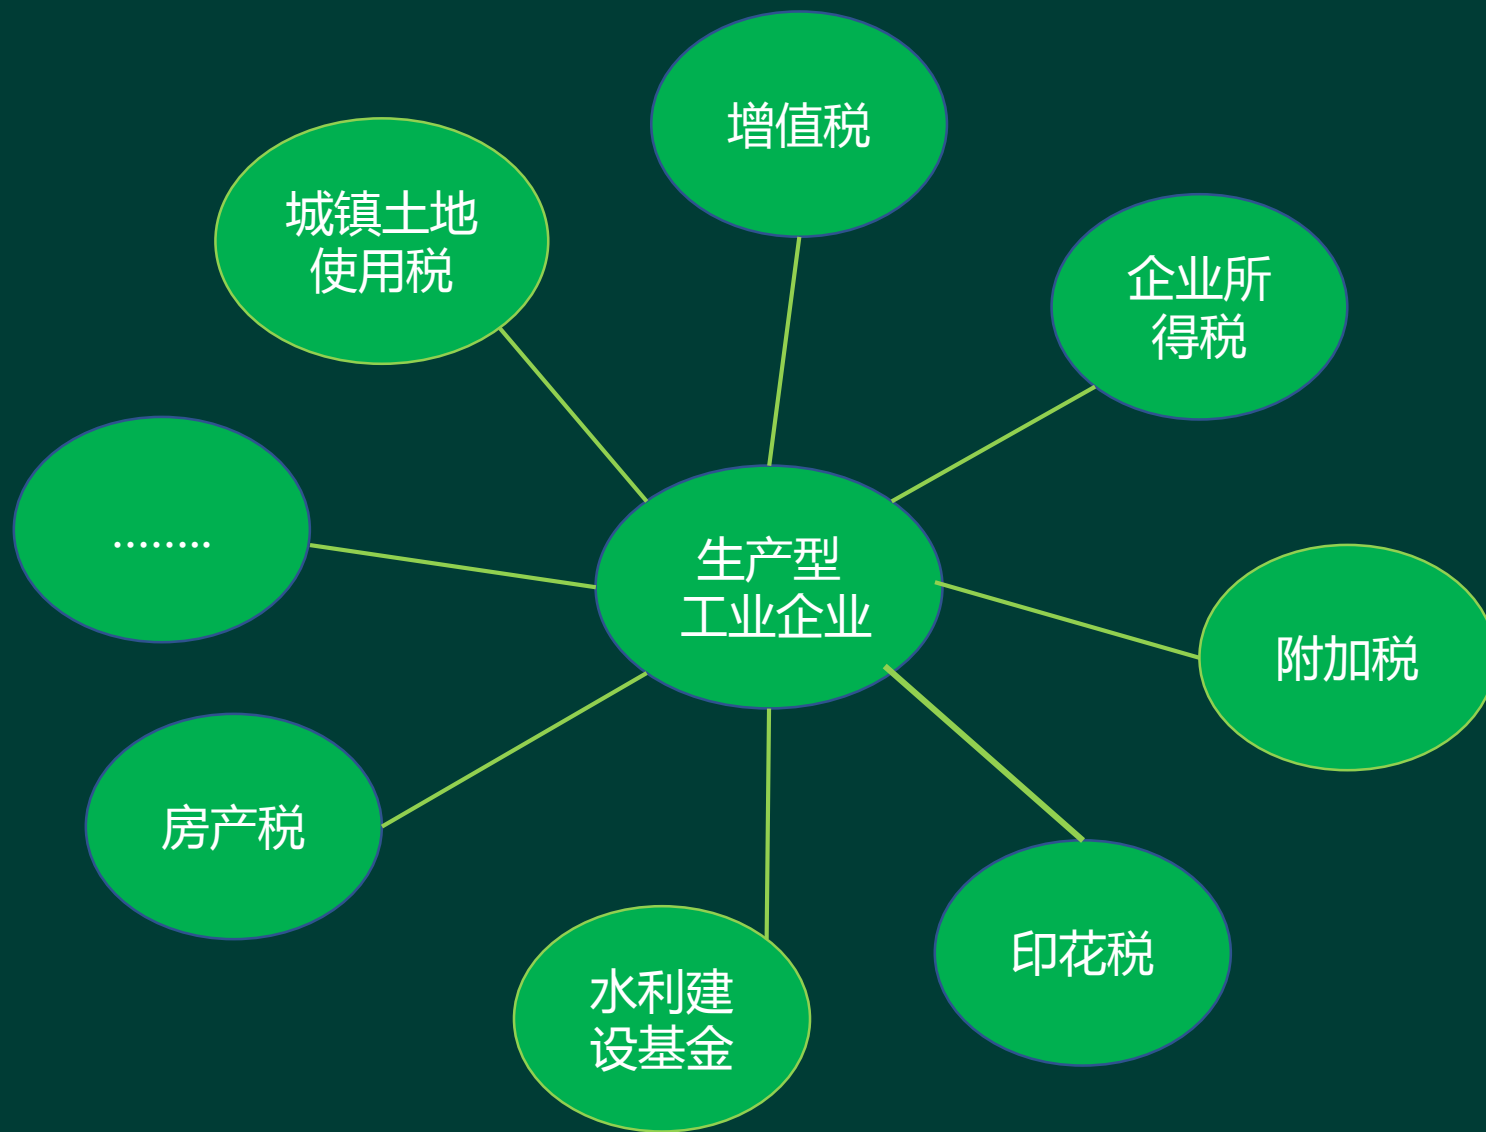 增值税
城镇土地
使用税
企业所
得税
........
生产型
工业企业
附加税
房产税
印花税
水利建
设基金